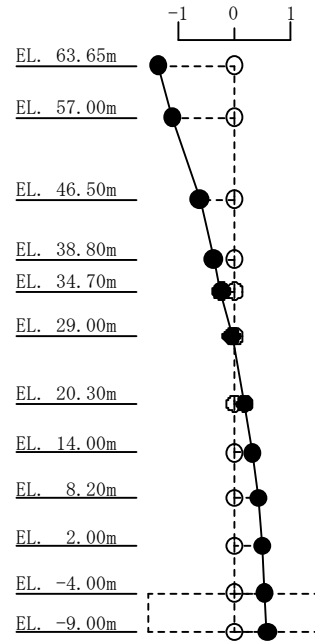 -1 0 1
EL. 63.65m
EL. 57.00m
EL. 46.50m
EL. 38.80m
EL. 34.70m
EL. 29.00m
EL. 20.30m
EL. 14.00m
EL. 8.20m
EL. 2.00m
EL. -4.00m
EL. -9.00m